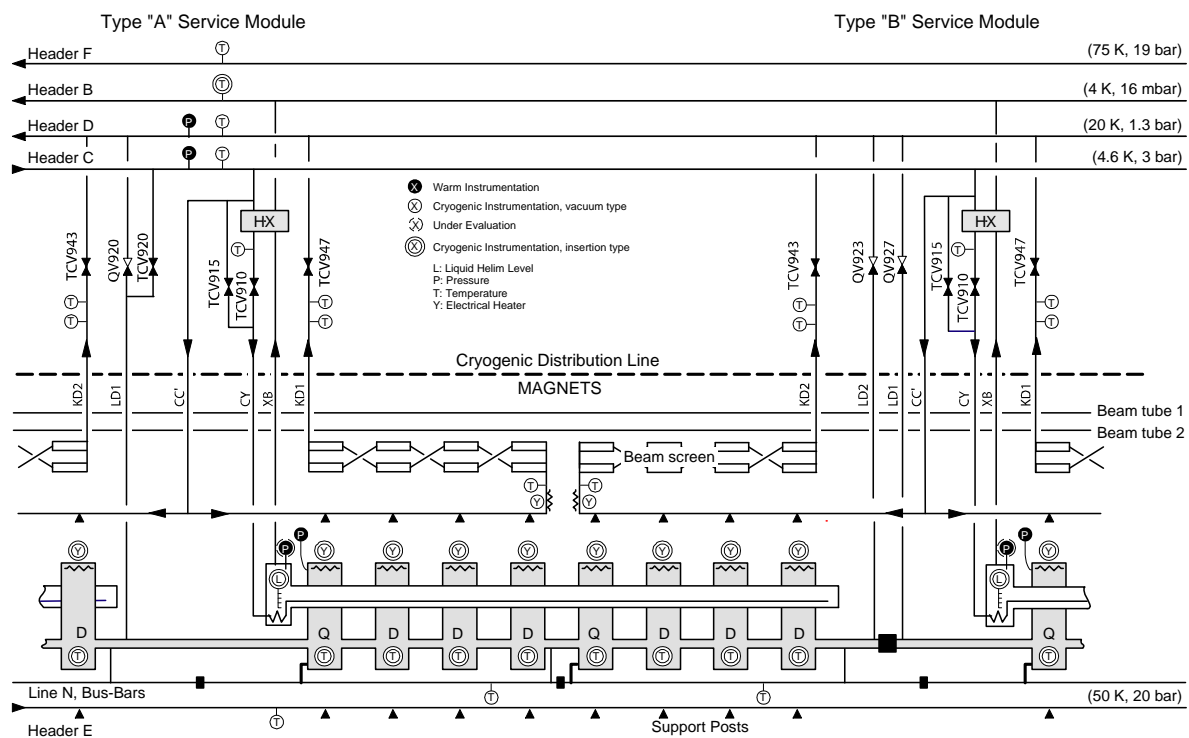 Type "A" Service Module
Type "B" Service Module
Header F
T
(75 K, 19 bar)
Header B
T
(4 K, 16 mbar)
Header D
P
T
(20 K, 1.3 bar)
Header C
P
T
(4.6 K, 3 bar)
X Warm Instrumentation
X Cryogenic Instrumentation, vacuum type
X Under Evaluation
X Cryogenic Instrumentation, insertion type
L: Liquid Helim Level
P: Pressure
T: Temperature
Y: Electrical Heater
H-X
H-X
TCV943
QV920
TCV920
TCV915
TCV910
TCV947
TCV943
QV923
QV927
TCV915
TCV910
TCV947
T
T
T
T
T
T
T
T
T
T
Cryogenic Distribution Line
MAGNETS
KD2
LD1
CC'
CY
XB
KD1
KD2
LD2
LD1
CC'
CY
XB
KD1
Beam tube 1
Beam tube 2
Beam screen
T
T
Y
Y
P
P
P
P
Y
Y
Y
Y
Y
Y
Y
Y
Y
Y
L
L
D
Q
D
D
D
Q
D
D
D
Q
T
T
T
T
T
T
T
T
T
T
Line N, Bus-Bars
T
T
(50 K, 20 bar)
Header E
T
Support Posts